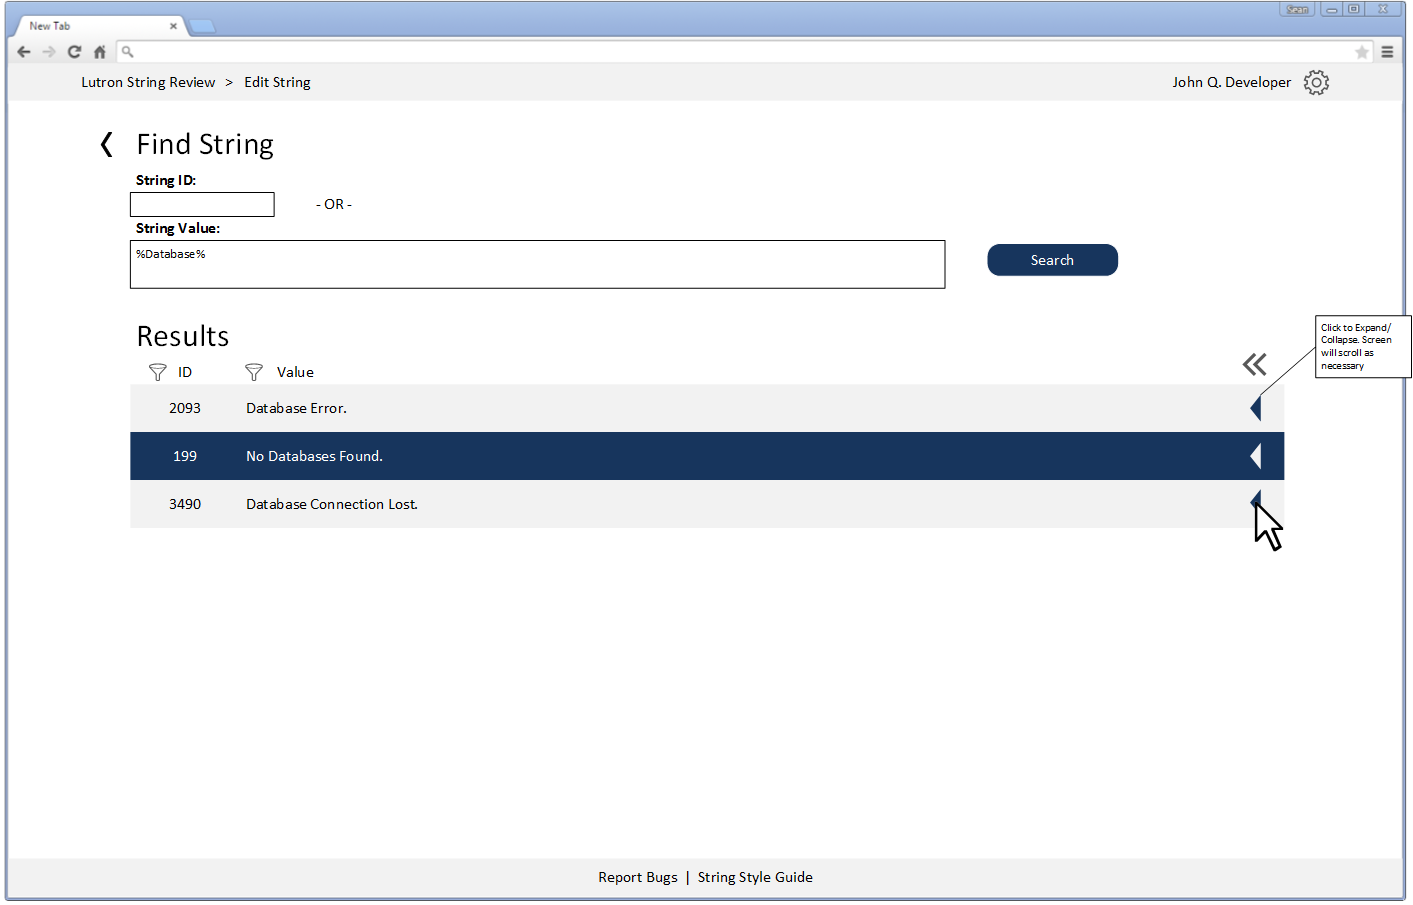 Sean
New Tab
Lutron String Review > Edit String
John Q. Developer
Find String
String ID:
- OR -
String Value:
%Database%
Search
Results
ID
Value
Click to Expand/
Collapse. Screen
will scroll as
necessary
2093 Database Error.
199 No Databases Found.
3490 Database Connection Lost.
Report Bugs | String Style Guide